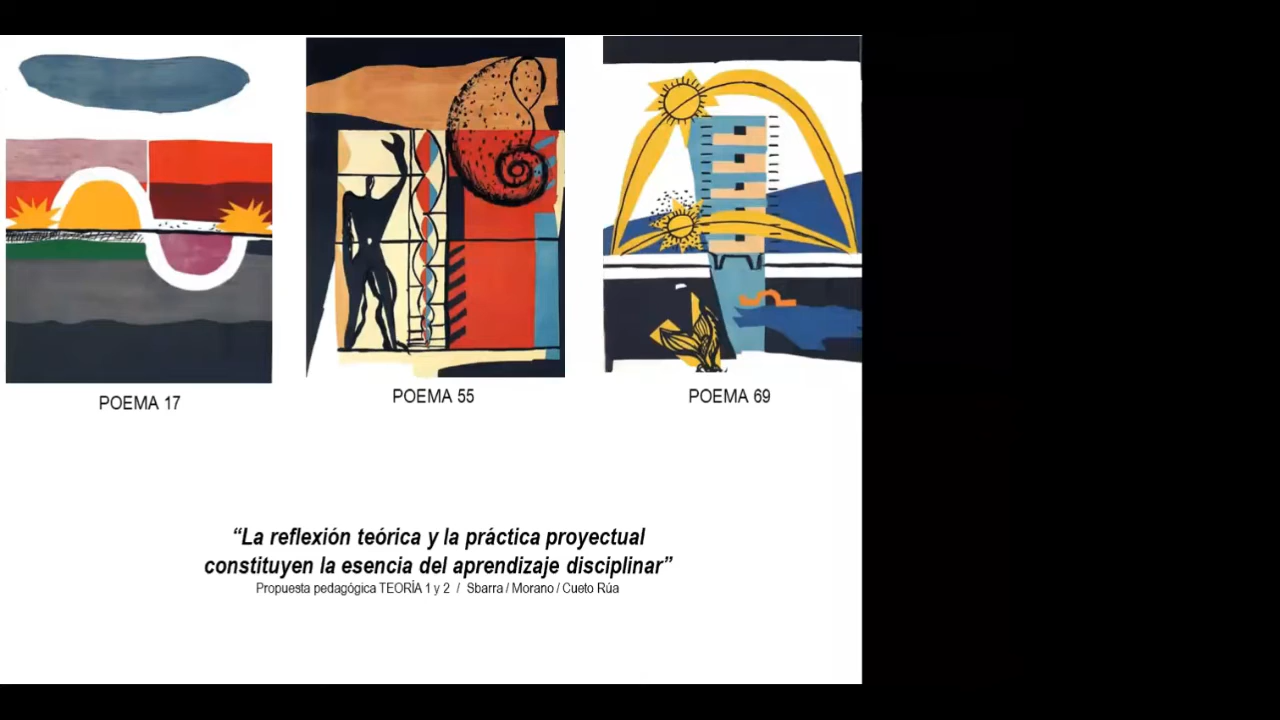 POEMA 17
POEMA 55
POEMA 69
“La reflexión teórica y la práctica proyectual
constituyen la esencia del aprendizaje disciplinar”
Propuesta pedagógica TEORÍA 1 y 2 / Sbarra / Morano / Cueto Rúa